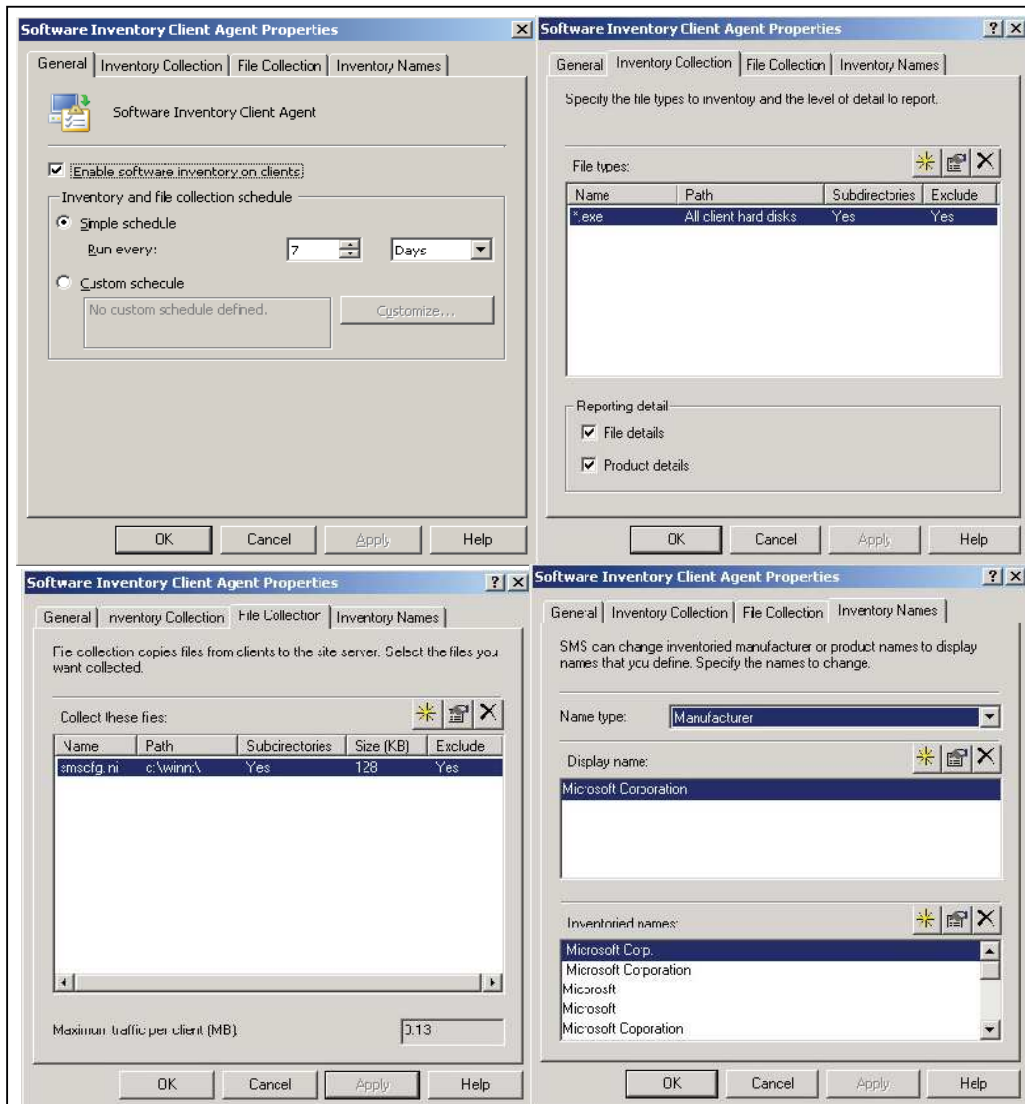 Software Inventory Client Agent Properties
General Inventory Collection File Collection Inventory Names
Software Inventory Client Agent
Enable software inventory on clients
Inventory and file collection schedule
Simple schedule
Run every: 7 Days
Custom schecule
No custom schedule defined. Customize...
OK Cancel Apply Help
Software Inventory Client Agent Properties
General Inventory Collection File Collection Inventory Names
Specify the file types to inventory and the level of detail to report.
File types:
Name Path Subdirectories Exclude
*.exe All client hard disks Yes Yes
Reporting detail
File details
Product details
OK Cancel Apply Help
Software Inventory Client Agent Properties
General nventory Collection File Collection Inventory Names
File collection copies files from clients to the site server. Select the files you
want collected.
Collect these files:
Name Path Subdirectories Size (KB) Exclude
smscfg.ni c:\winn:\ Yes 128 Yes
Maximum traffic per client (MB) 0.13
OK Cancel Apply Help
Software Inventory Client Agent Properties
General Inventory Collection File Collection Inventory Names
SMS can change inventoried manufacturer or product names to display
names that you define. Specify the names to change.
Name type: Manufacturer
Display name:
Microsoft Corporation
Inventoried names:
Microsoft Corp.
Microsoft Corporation
Micorosft
Microsoft
Microsoft Coporation
OK Cancel Apply Help